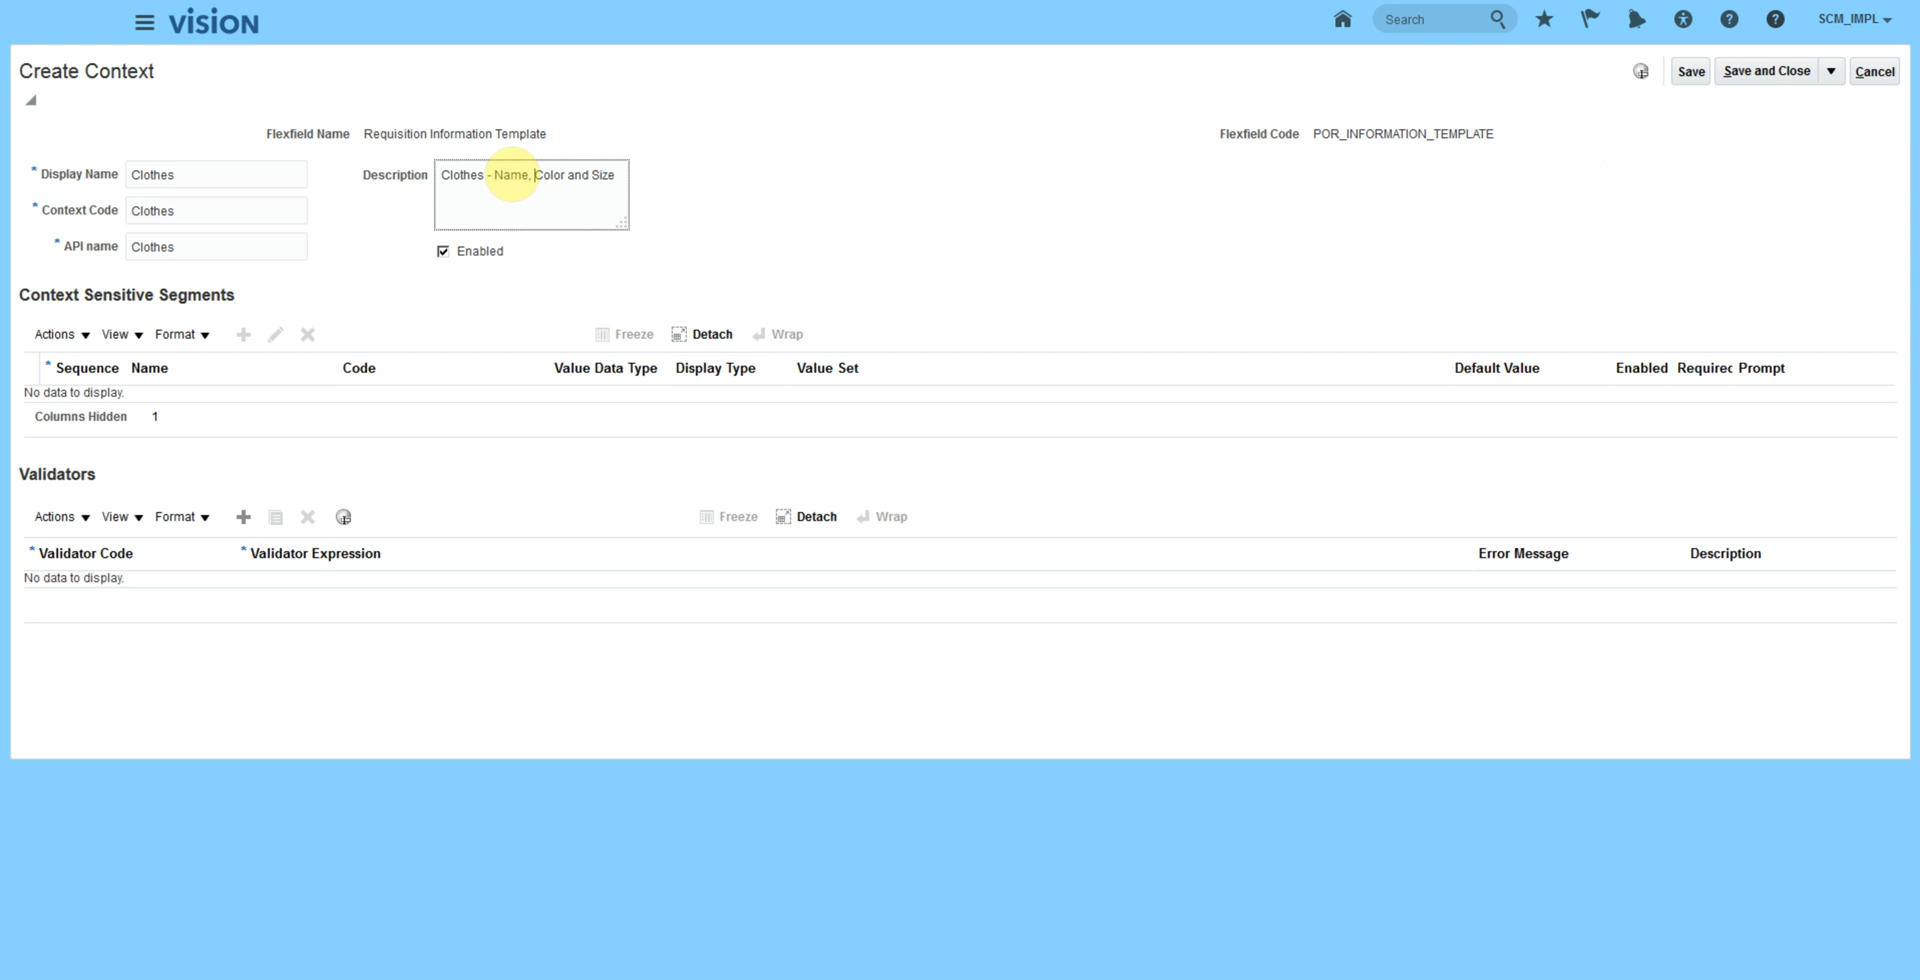 vision
Search
SCM_IMPL
Create Context
Save
Save and Close
Cancel
Flexfield Name Requisition Information Template
Flexfield Code POR_INFORMATION_TEMPLATE
* Display Name Clothes
Description Clothes - Name, Color and Size
* Context Code Clothes
* API name Clothes
Enabled
Context Sensitive Segments
Actions View Format Freeze Detach Wrap
* Sequence Name Code Value Data Type Display Type Value Set Default Value Enabled Required Prompt
No data to display.
Columns Hidden 1
Validators
Actions View Format Freeze Detach Wrap
* Validator Code * Validator Expression Error Message Description
No data to display.